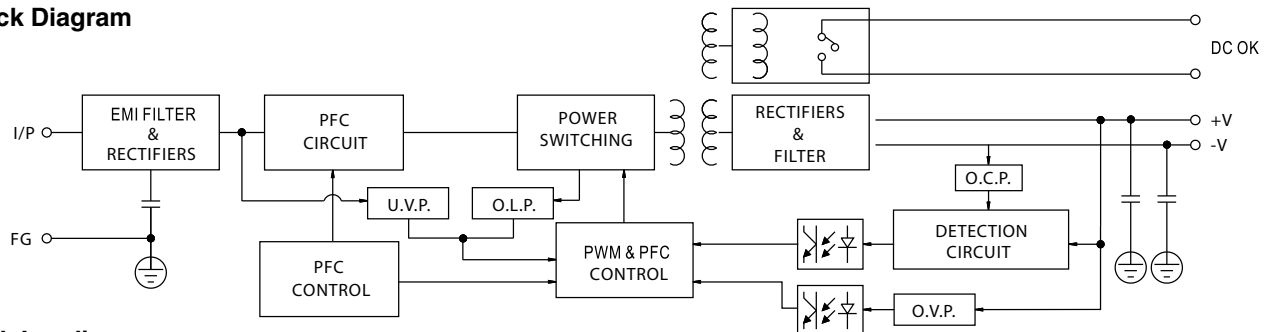 ck Diagram
DC OK
I/P
EMI FILTER
&
RECTIFIERS
PFC
CIRCUIT
POWER
SWITCHING
RECTIFIERS
&
FILTER
+V
-V
O.C.P.
U.V.P.
O.L.P.
FG
PFC
CONTROL
PWM & PFC
CONTROL
DETECTION
CIRCUIT
O.V.P.